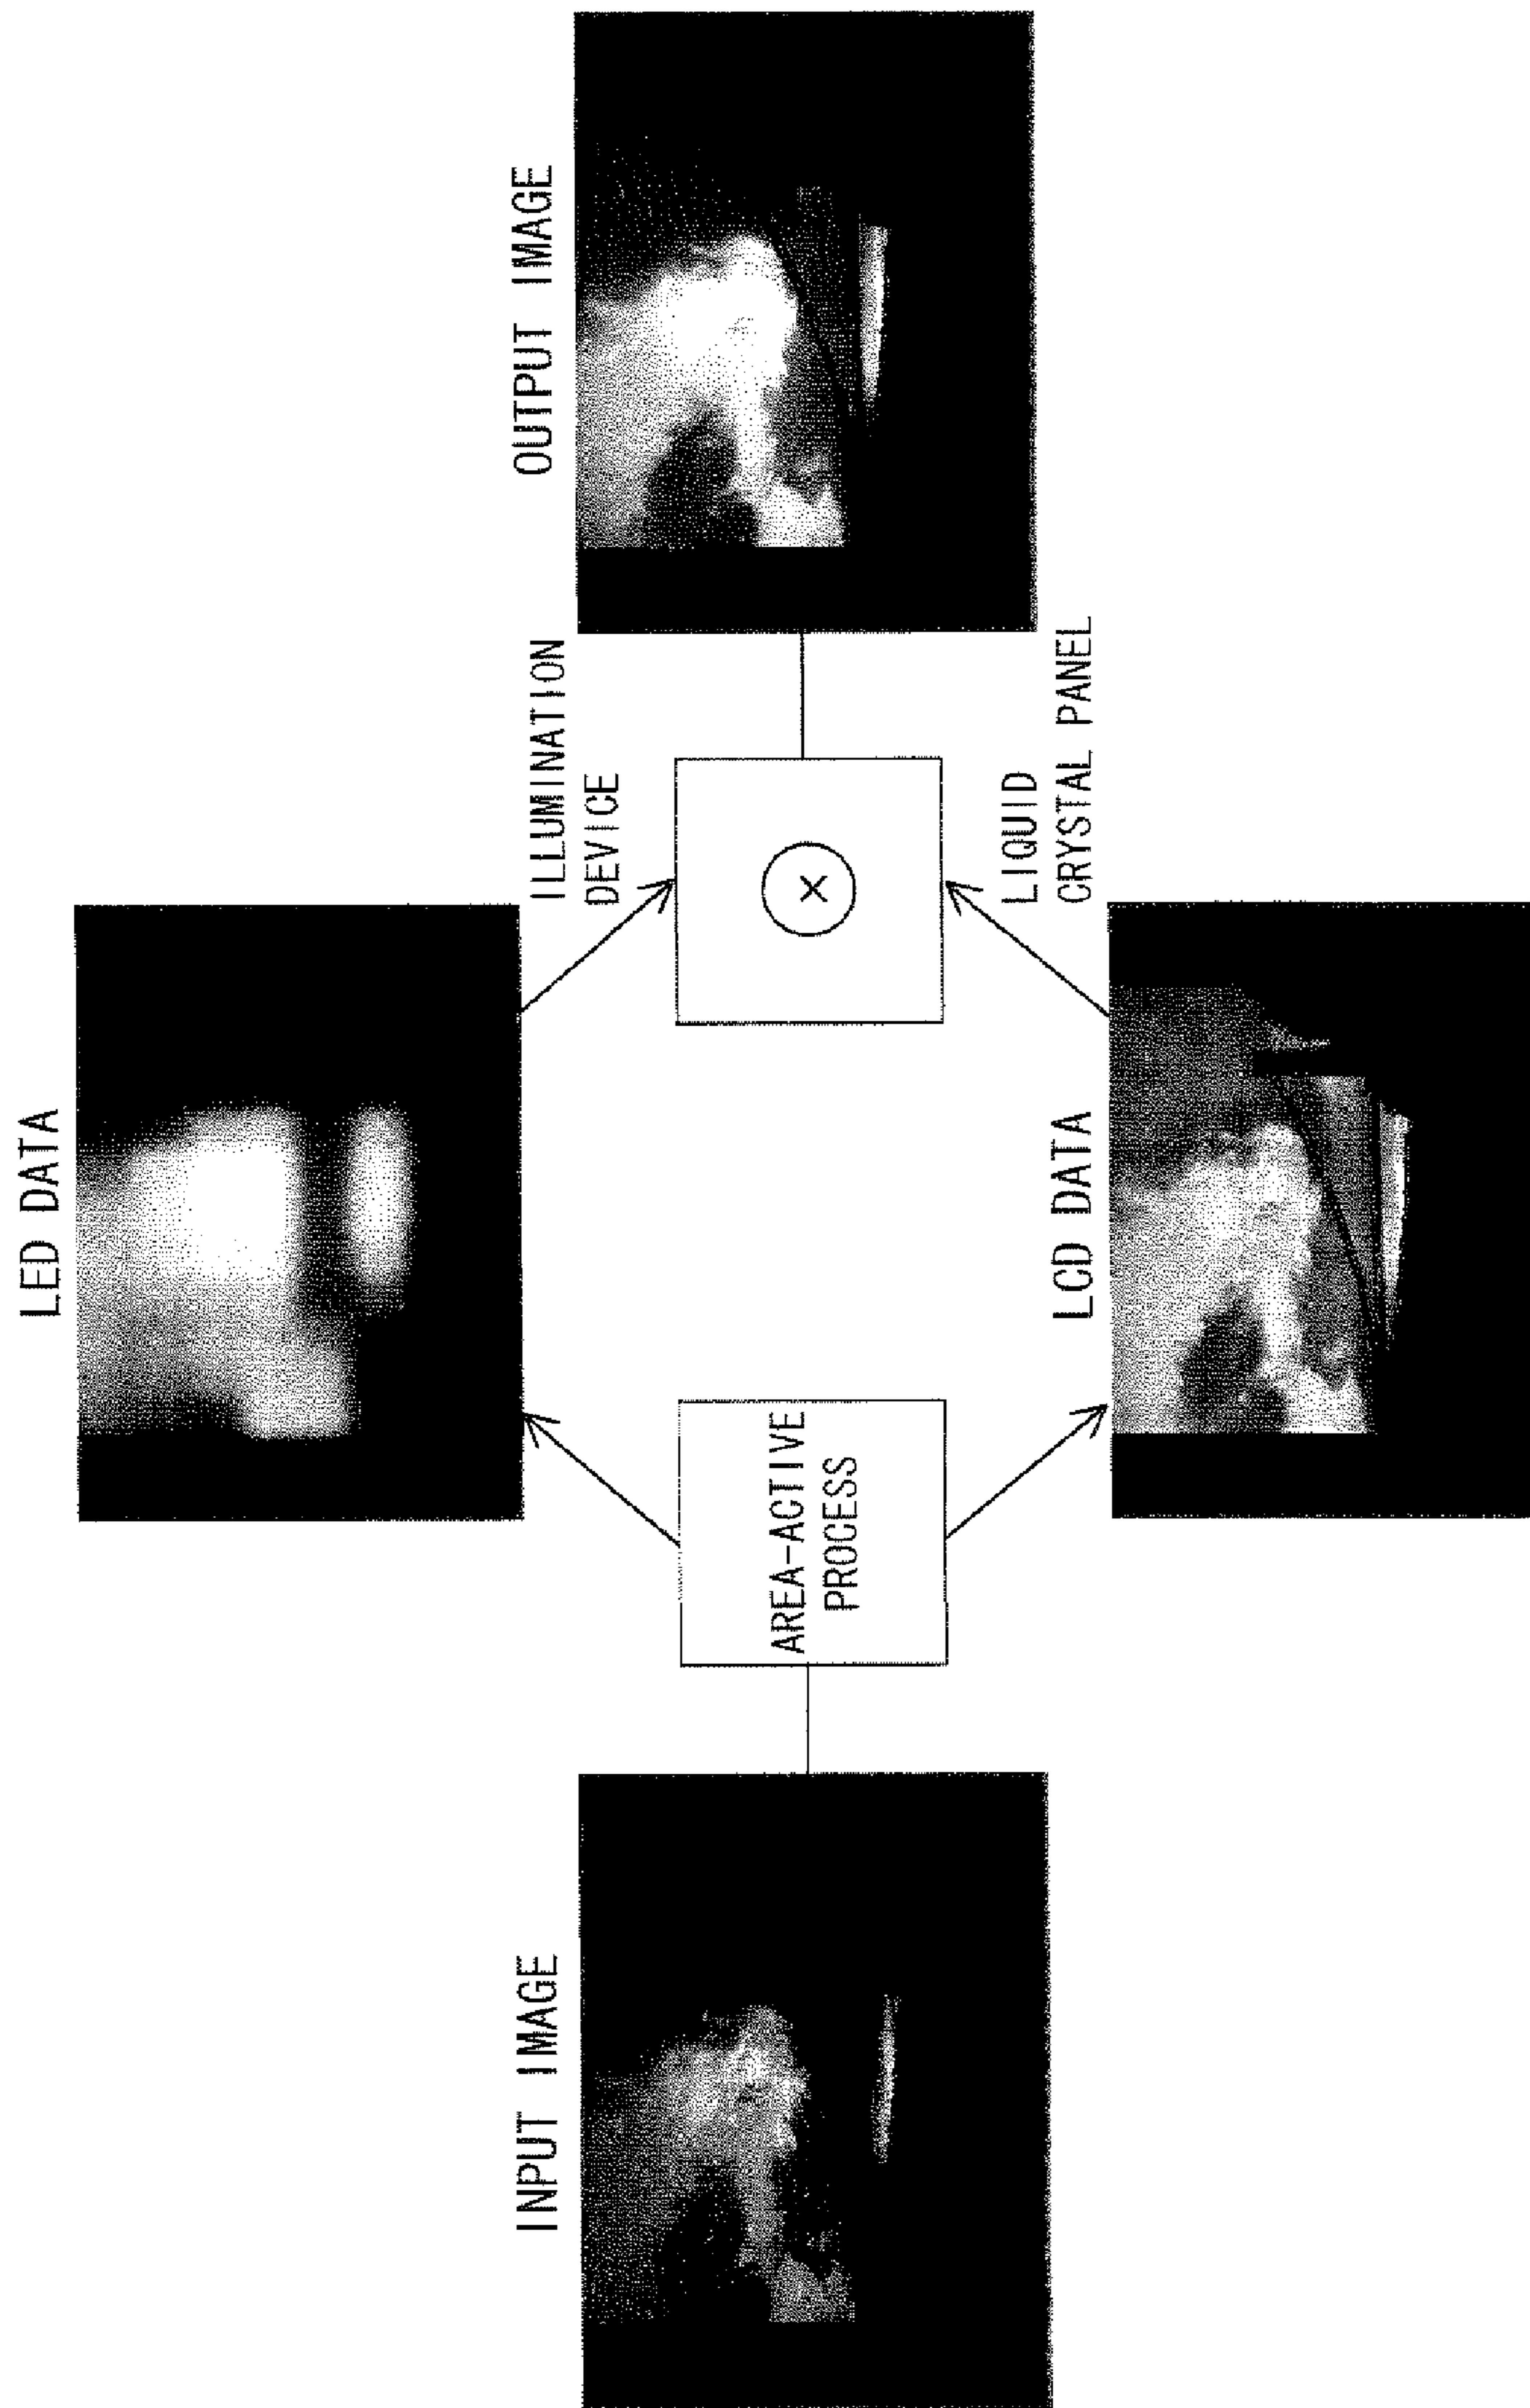 INPUT IMAGE
AREA-ACTIVE
PROCESS
LED DATA
LCD DATA
ILLUMINATION
DEVICE
LIQUID
CRYSTAL PANEL
×
OUTPUT IMAGE